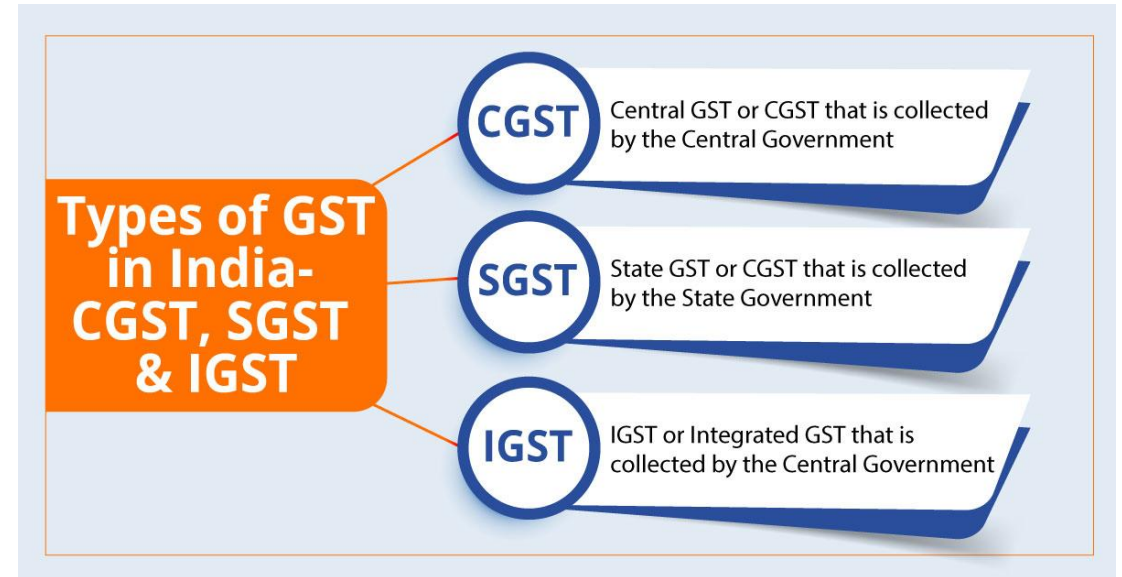 Types of GST
in India-
CGST, SGST
& IGST
CGST
Central GST or CGST that is collected
by the Central Government
SGST
State GST or CGST that is collected
by the State Government
IGST
IGST or Integrated GST that is
collected by the Central Government